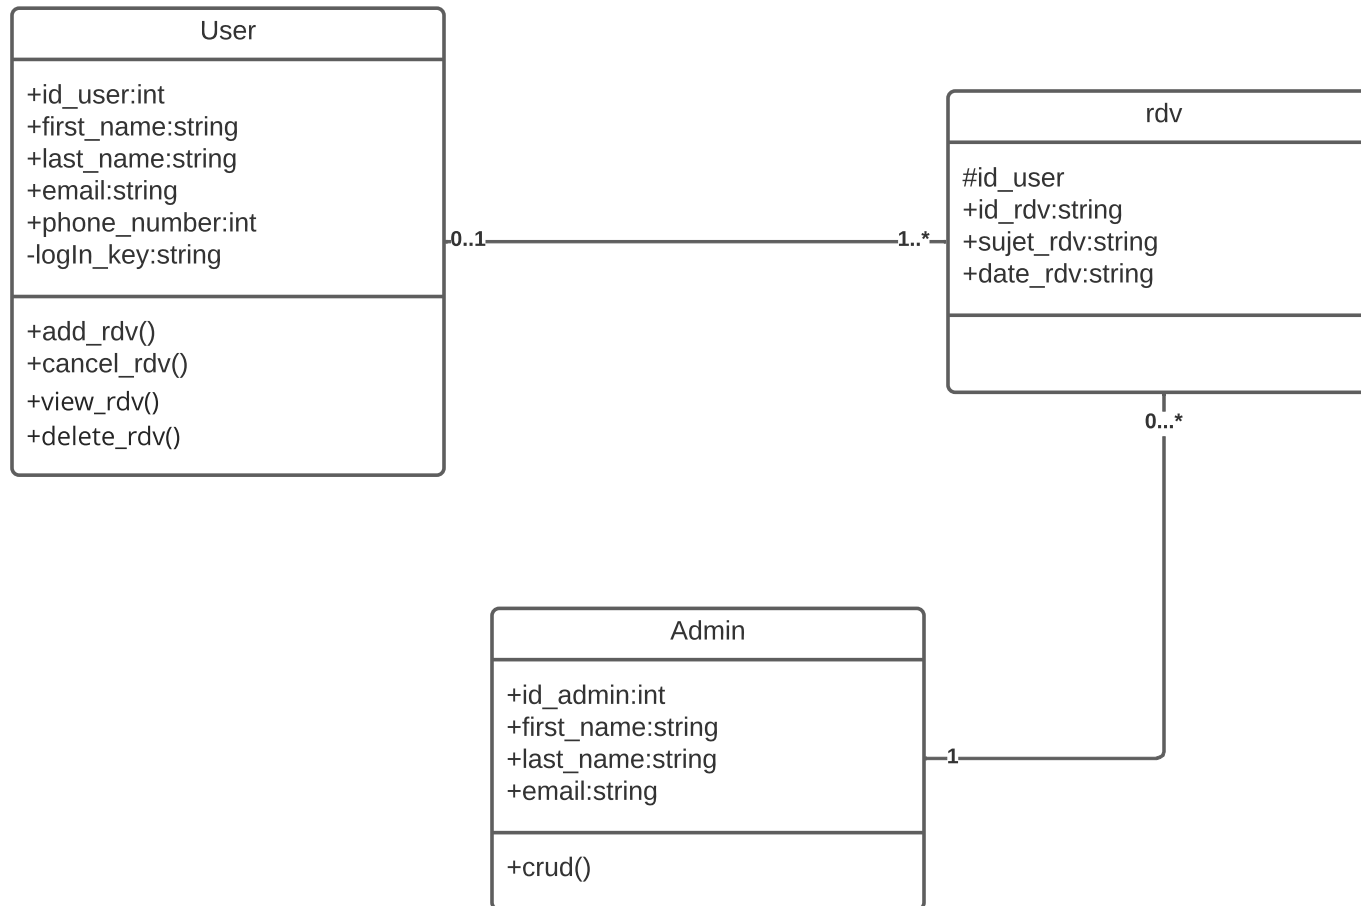 User
+id_user:int
+first_name:string
+last_name:string
+email:string
+phone_number:int
-logIn_key:string
+add_rdv()
+cancel_rdv()
+view_rdv()
+delete_rdv()
0..1
1..*
rdv
#id_user
+id_rdv:string
+sujet_rdv:string
+date_rdv:string
0...*
Admin
+id_admin:int
+first_name:string
+last_name:string
+email:string
+crud()
1